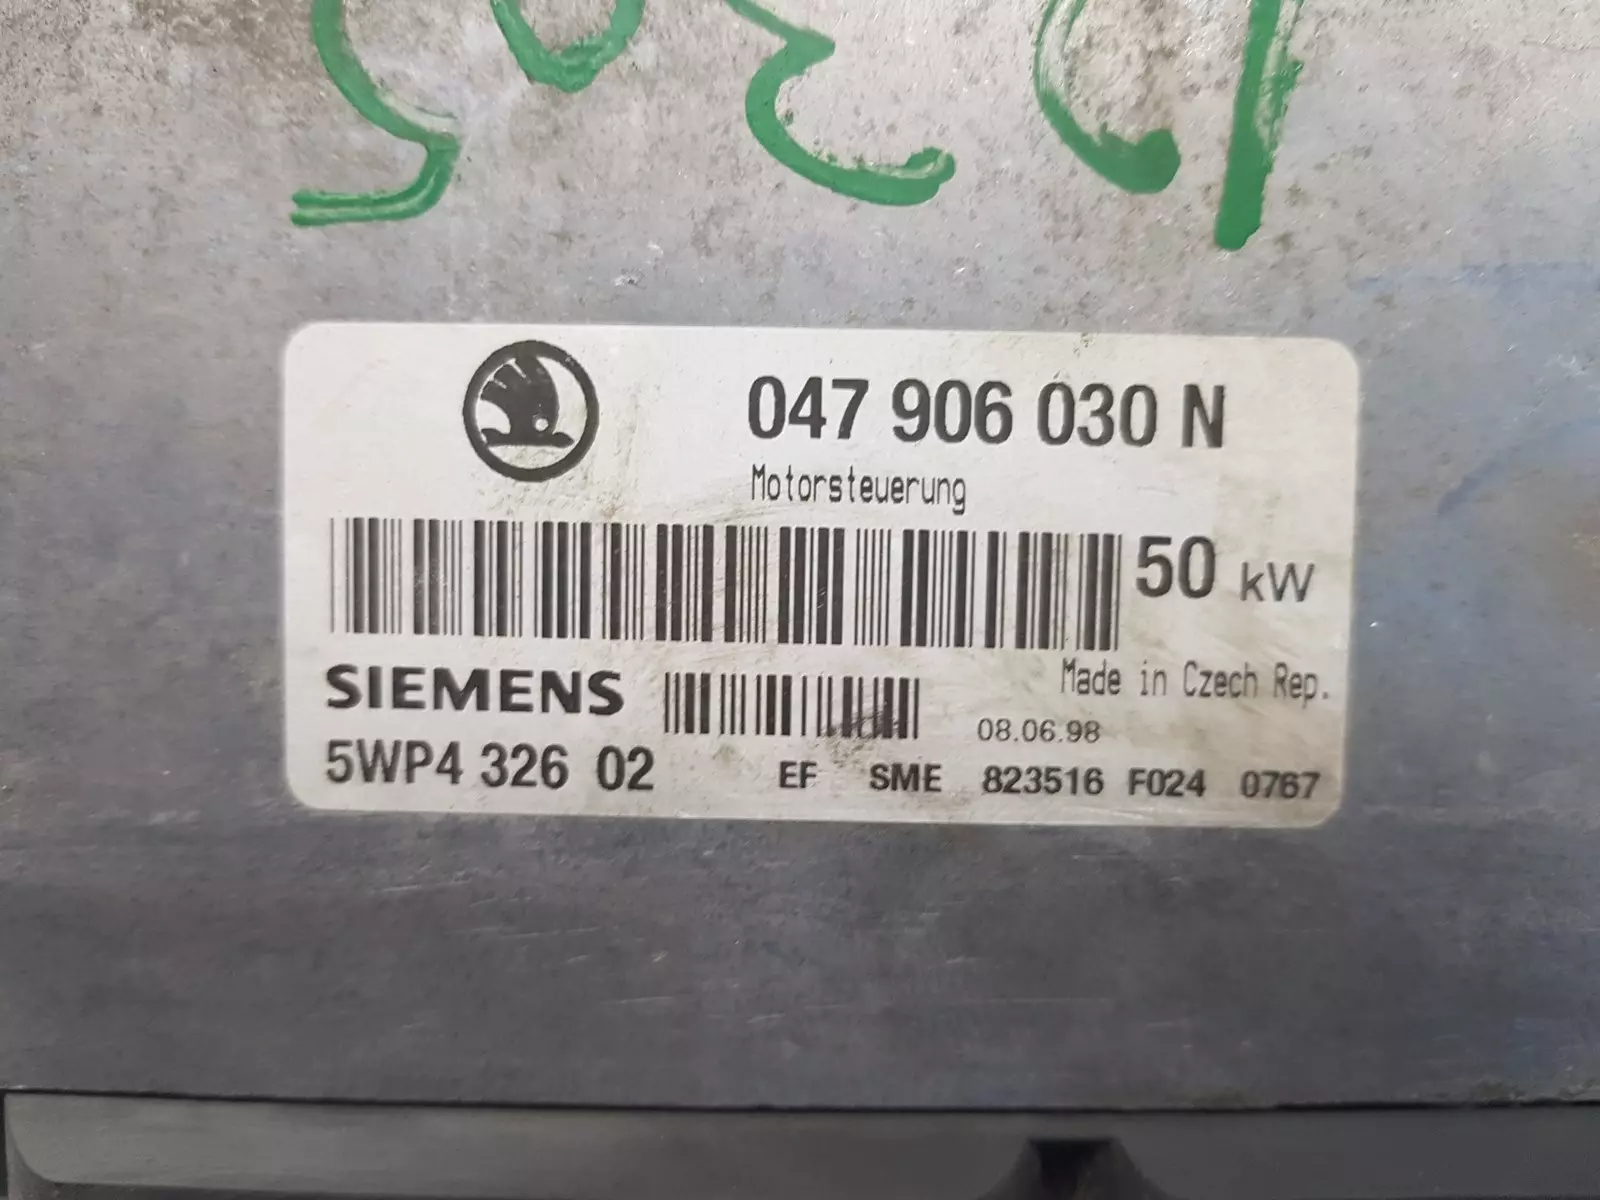 047 906 030 N
Motorsteuerung
50 kW
Made in Czech Rep.
SIEMENS
08.06.98
5WP4 326 02 EF SME 823516 F024 0767